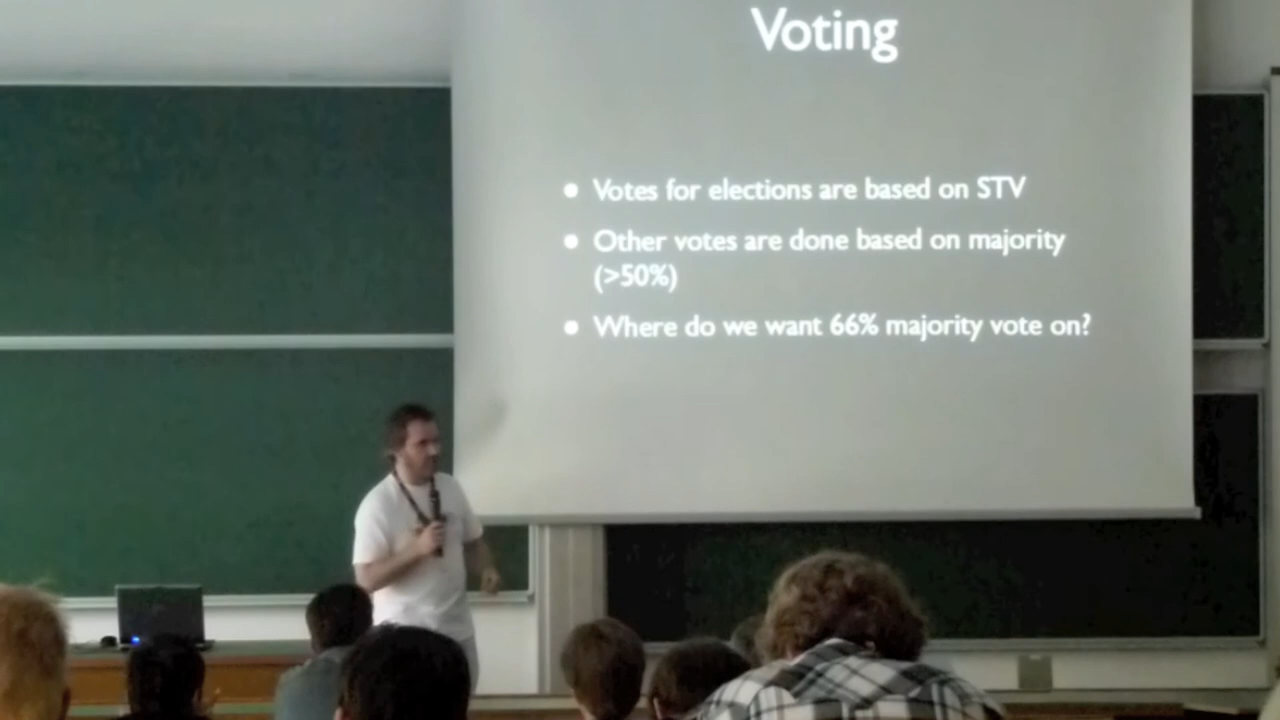 Voting
• Votes for elections are based on STV
• Other votes are done based on majority
(>50%)
• Where do we want 66% majority vote on?